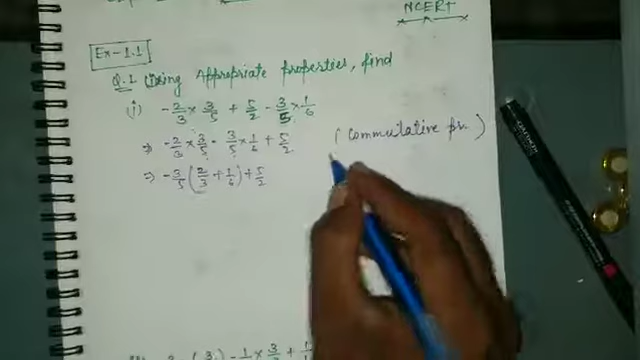 NCERT
Ex-1.1
Q.1 Using Appropriate properties, find
(i) -2/3 × 3/5 + 5/2 - 3/5 × 1/6
⇒ -2/3 × 3/5 - 3/5 × 1/6 + 5/2 (Commutative pr.)
⇒ -3/5 (2/3 + 1/6) + 5/2